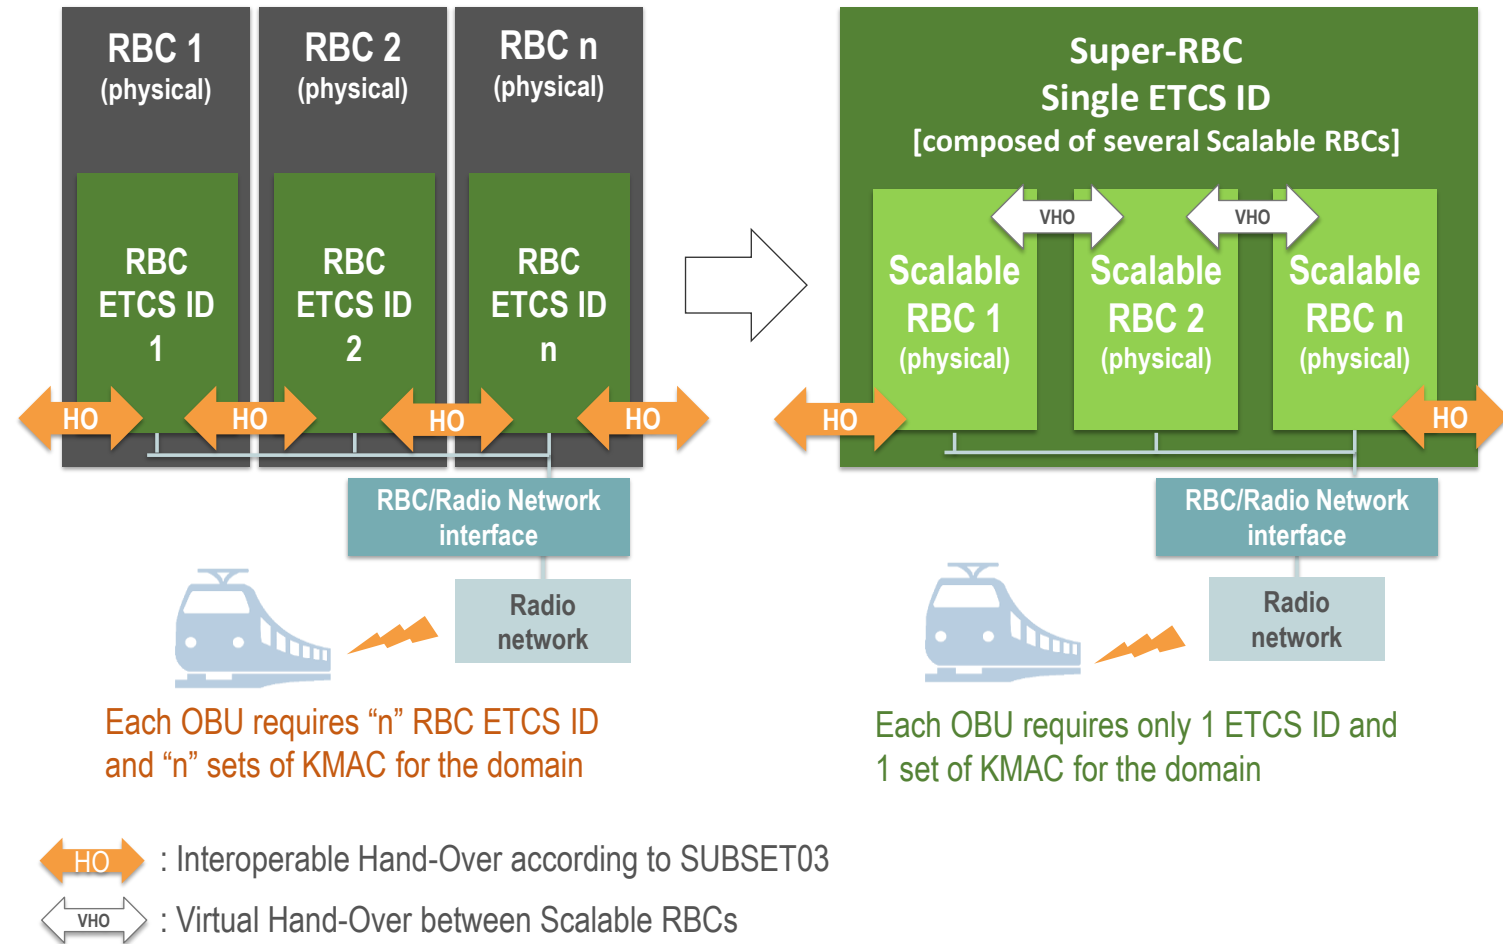 RBC 1
(physical)
RBC 2
(physical)
RBC n
(physical)
RBC
ETCS ID
1
RBC
ETCS ID
2
RBC
ETCS ID
n
HO
HO
HO
HO
RBC/Radio Network
interface
Radio
network
Each OBU requires “n” RBC ETCS ID
and “n” sets of KMAC for the domain
Super-RBC
Single ETCS ID
[composed of several Scalable RBCs]
VHO
VHO
Scalable
RBC 1
(physical)
Scalable
RBC 2
(physical)
Scalable
RBC n
(physical)
HO
HO
RBC/Radio Network
interface
Radio
network
Each OBU requires only 1 ETCS ID and
1 set of KMAC for the domain
HO : Interoperable Hand-Over according to SUBSET03
VHO : Virtual Hand-Over between Scalable RBCs